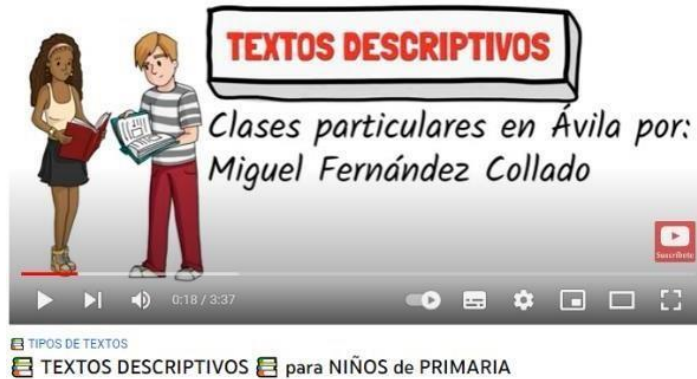 TEXTOS DESCRIPTIVOS
Clases particulares en Ávila por:
Miguel Fernández Collado
Suscríbete
0:18 / 3:37
TIPOS DE TEXTOS
TEXTOS DESCRIPTIVOS para NIÑOS de PRIMARIA